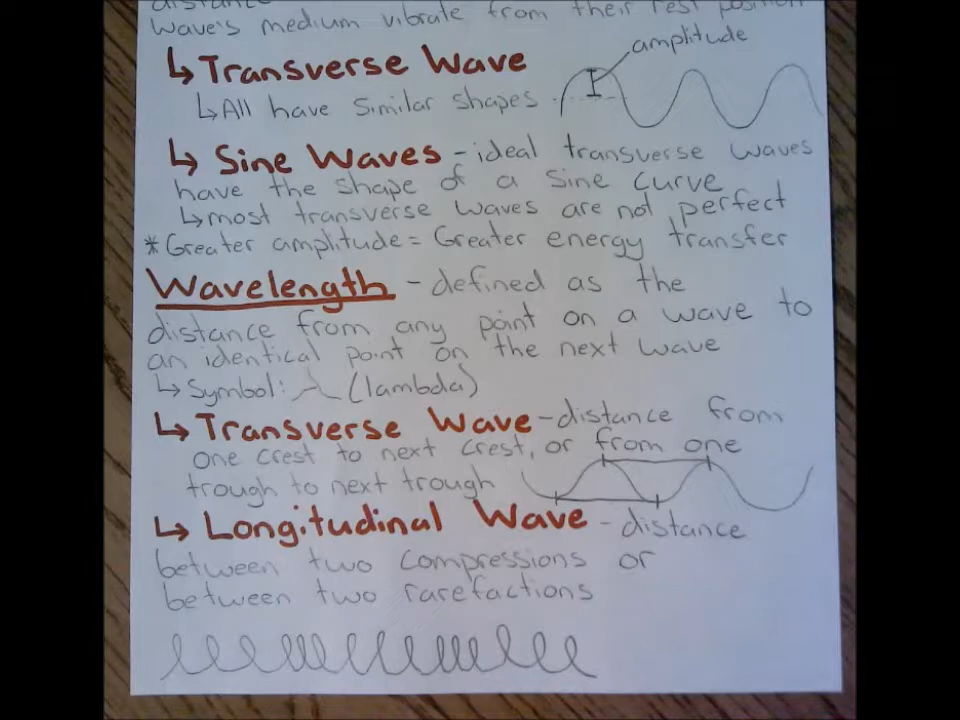 distance
wave's medium vibrate from their rest position
↳ Transverse Wave
amplitude
↳ All have similar shapes
↳ Sine Waves - ideal transverse waves
have the shape of a sine curve
↳ most transverse waves are not perfect
* Greater amplitude = Greater energy transfer
Wavelength - defined as the
distance from any point on a wave to
an identical point on the next wave
↳ Symbol: λ (lambda)
↳ Transverse Wave - distance from
one crest to next crest, or from one
trough to next trough
↳ Longitudinal Wave - distance
between two compressions or
between two rarefactions